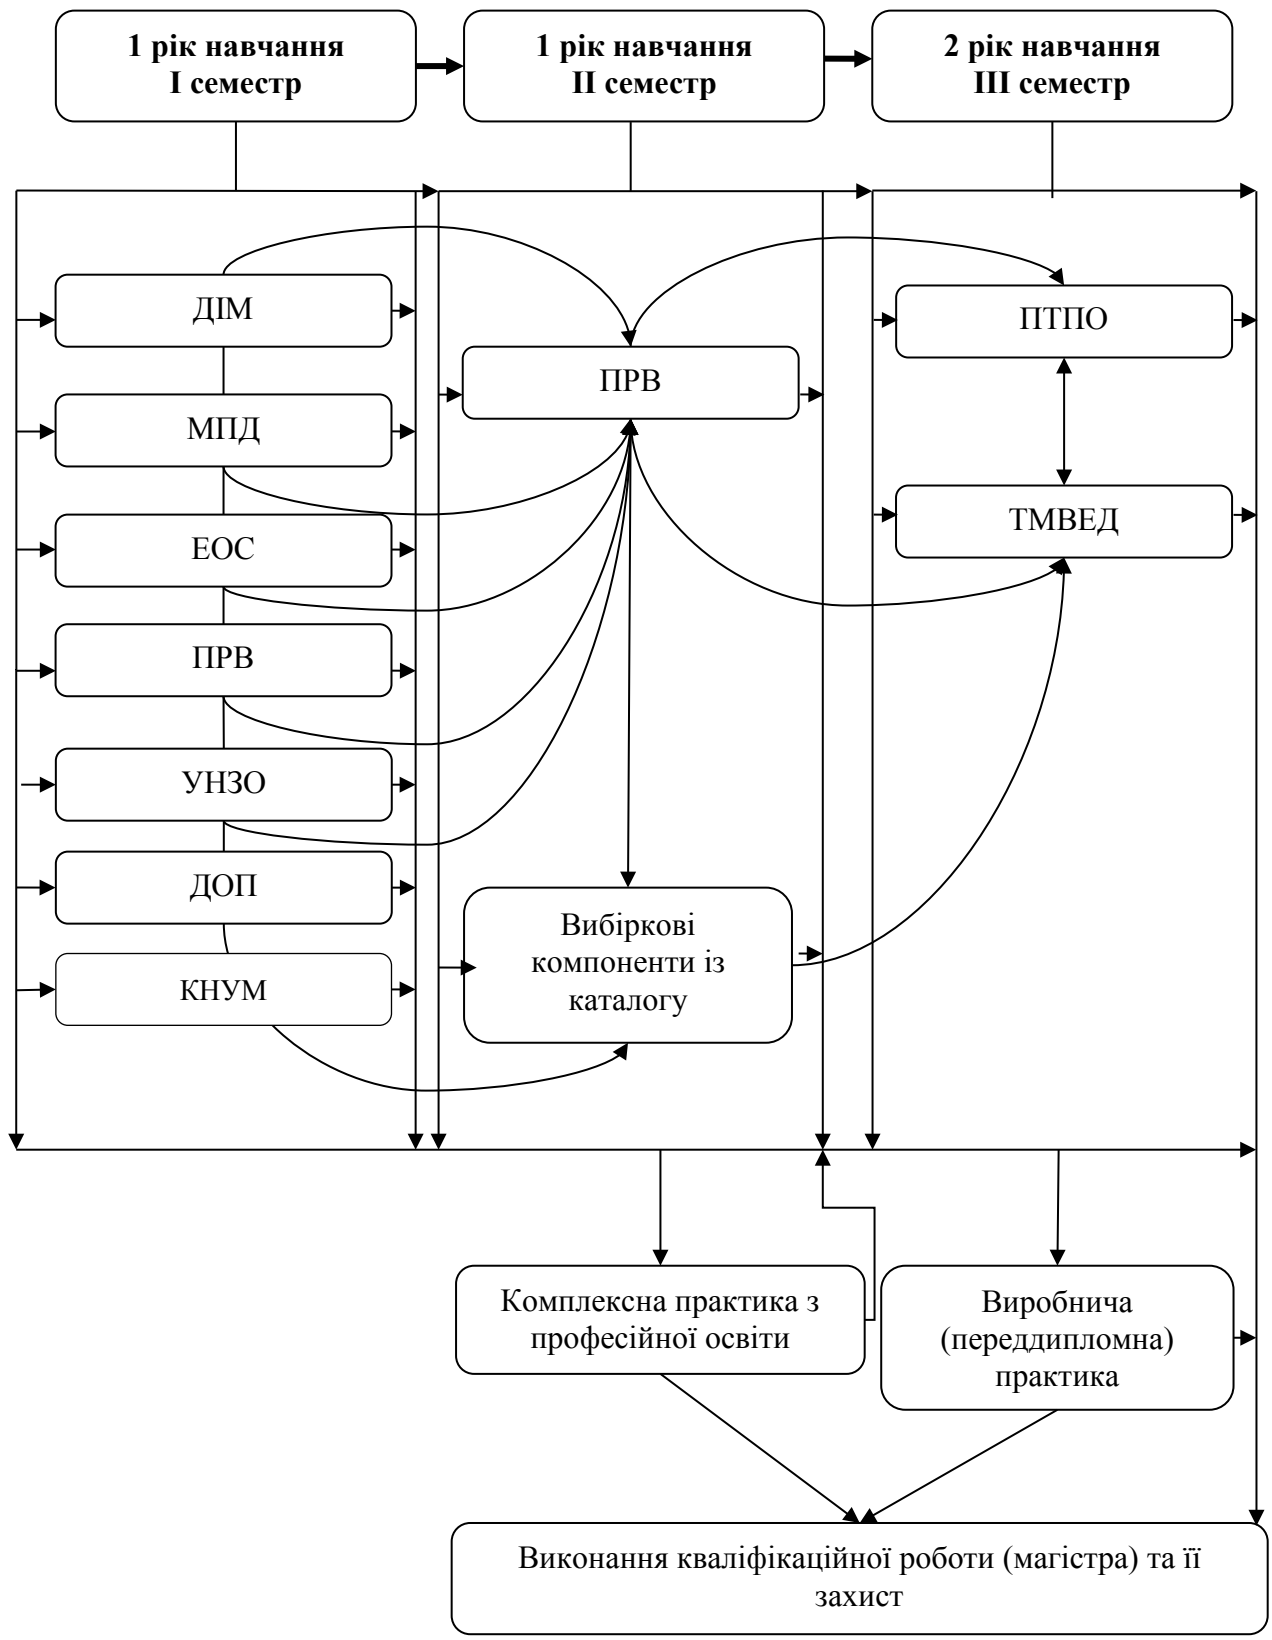 1 рік навчання
І семестр
1 рік навчання
ІІ семестр
2 рік навчання
ІІІ семестр
ДІМ
МПД
ЕОС
ПРВ
УНЗО
ДОП
КНУМ
ПРВ
Вибіркові
компоненти із
каталогу
ПТПО
ТМВЕД
Комплексна практика з
професійної освіти
Виробнича
(переддипломна)
практика
Виконання кваліфікаційної роботи (магістра) та її
захист